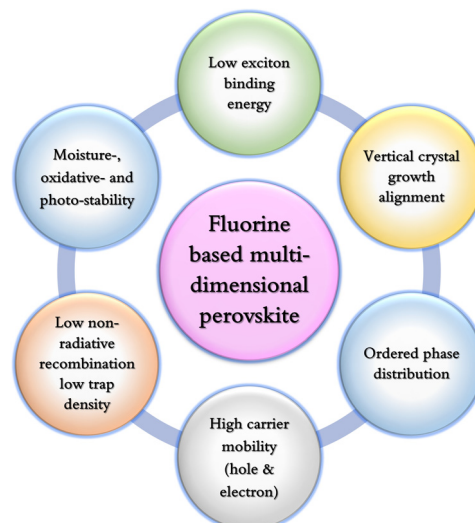 Low exciton
binding
energy
Moisture-,
oxidative- and
photo-stability
Vertical crystal
growth
alignment
Fluorine
based multi-
dimensional
perovskite
Low non-
radiative
recombination
low trap
density
Ordered phase
distribution
High carrier
mobility
(hole &
electron)